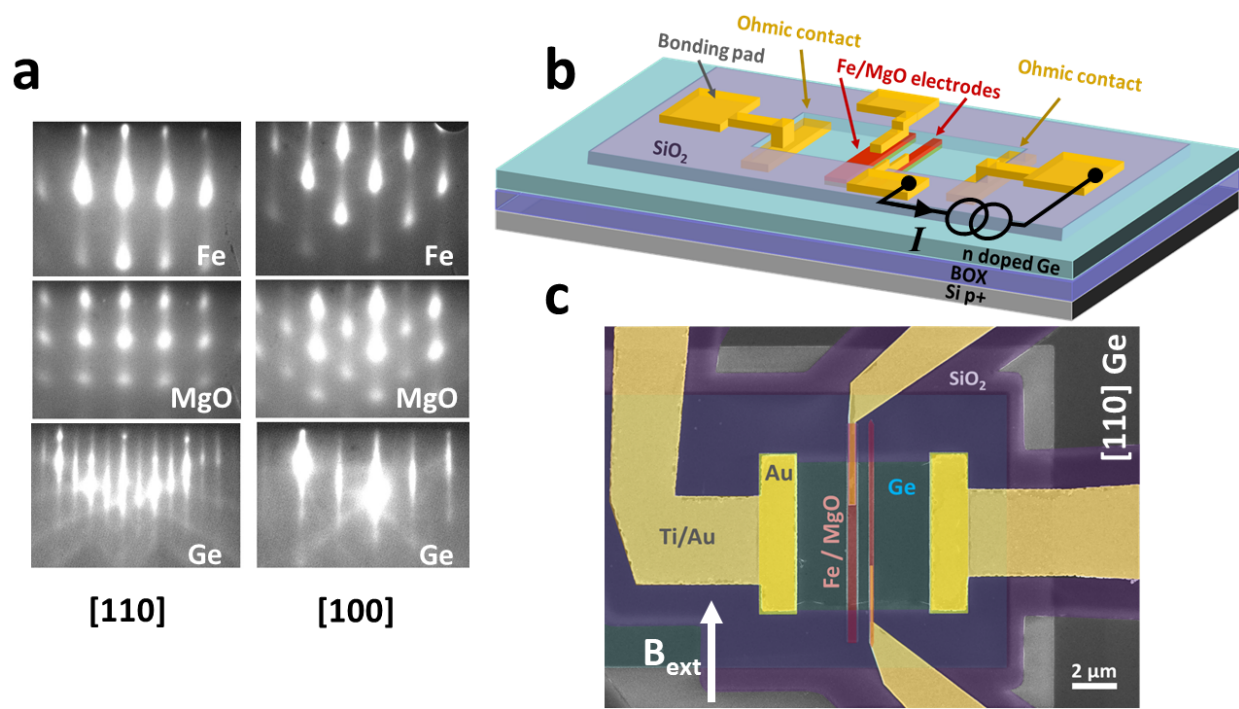 a
Fe
Fe
MgO
MgO
Ge
Ge
[110]
[100]
b
Ohmic contact
Bonding pad
Fe/MgO electrodes
Ohmic contact
SiO₂
I
n doped Ge
BOX
Si p+
c
[110] Ge
SiO₂
Au
Ge
Fe / MgO
Ti/Au
Bₑₓₜ
2 µm